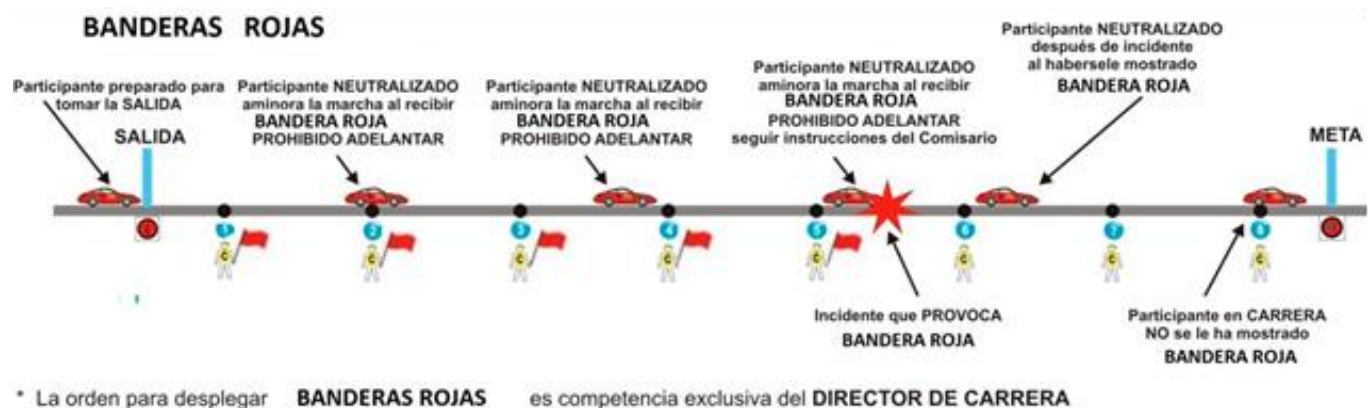 BANDERAS ROJAS
Participante preparado para
tomar la SALIDA
SALIDA
Participante NEUTRALIZADO
aminora la marcha al recibir
BANDERA ROJA
PROHIBIDO ADELANTAR
Participante NEUTRALIZADO
aminora la marcha al recibir
BANDERA ROJA
PROHIBIDO ADELANTAR
Participante NEUTRALIZADO
aminora la marcha al recibir
BANDERA ROJA
PROHIBIDO ADELANTAR
seguir instrucciones del Comisario
Participante NEUTRALIZADO
después de incidente
al habersele mostrado
BANDERA ROJA
META
1
2
3
4
5
6
7
8
C
C
C
C
C
C
C
C
Incidente que PROVOCA
BANDERA ROJA
Participante en CARRERA
NO se le ha mostrado
BANDERA ROJA
* La orden para desplegar BANDERAS ROJAS es competencia exclusiva del DIRECTOR DE CARRERA